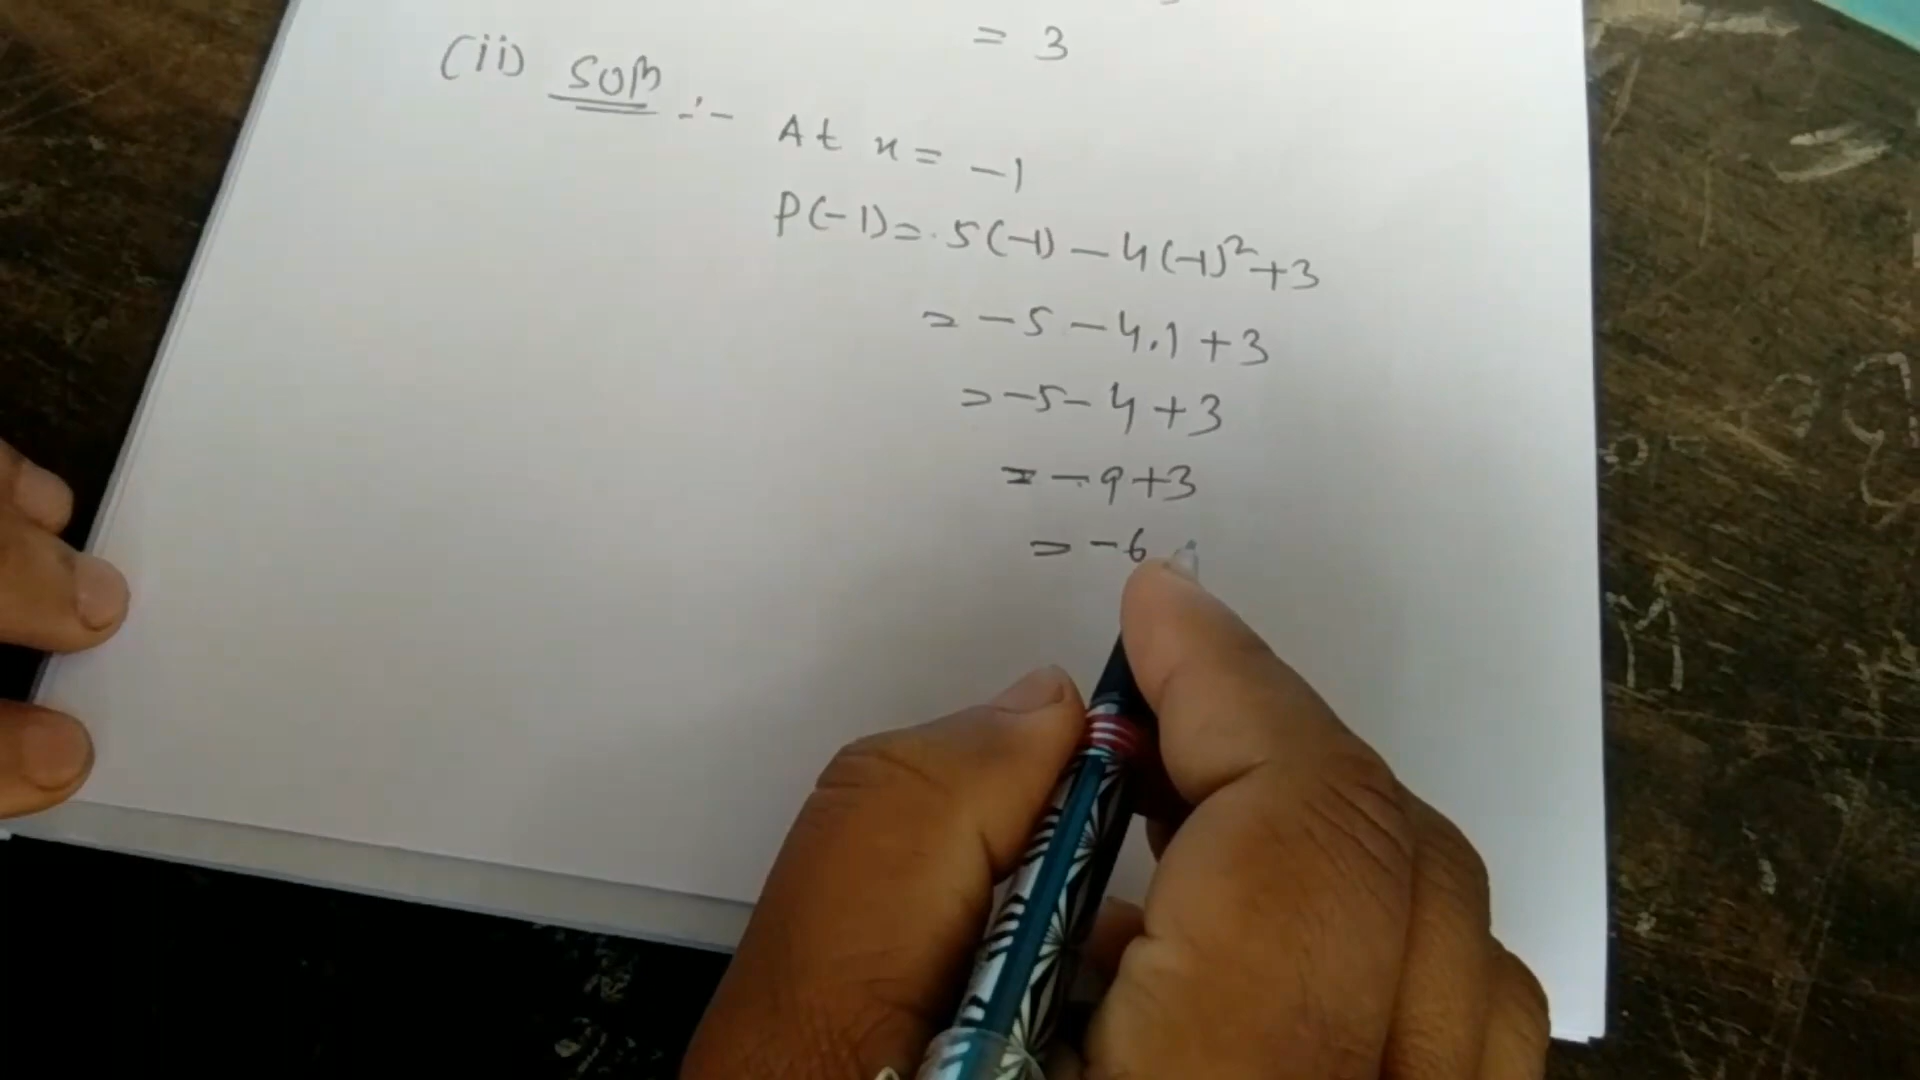 = 3
(ii) Soln :-
At x = -1
P(-1) = 5(-1) - 4(-1)²+3
= -5 - 4.1 +3
= -5 - 4 +3
= -9+3
= -6